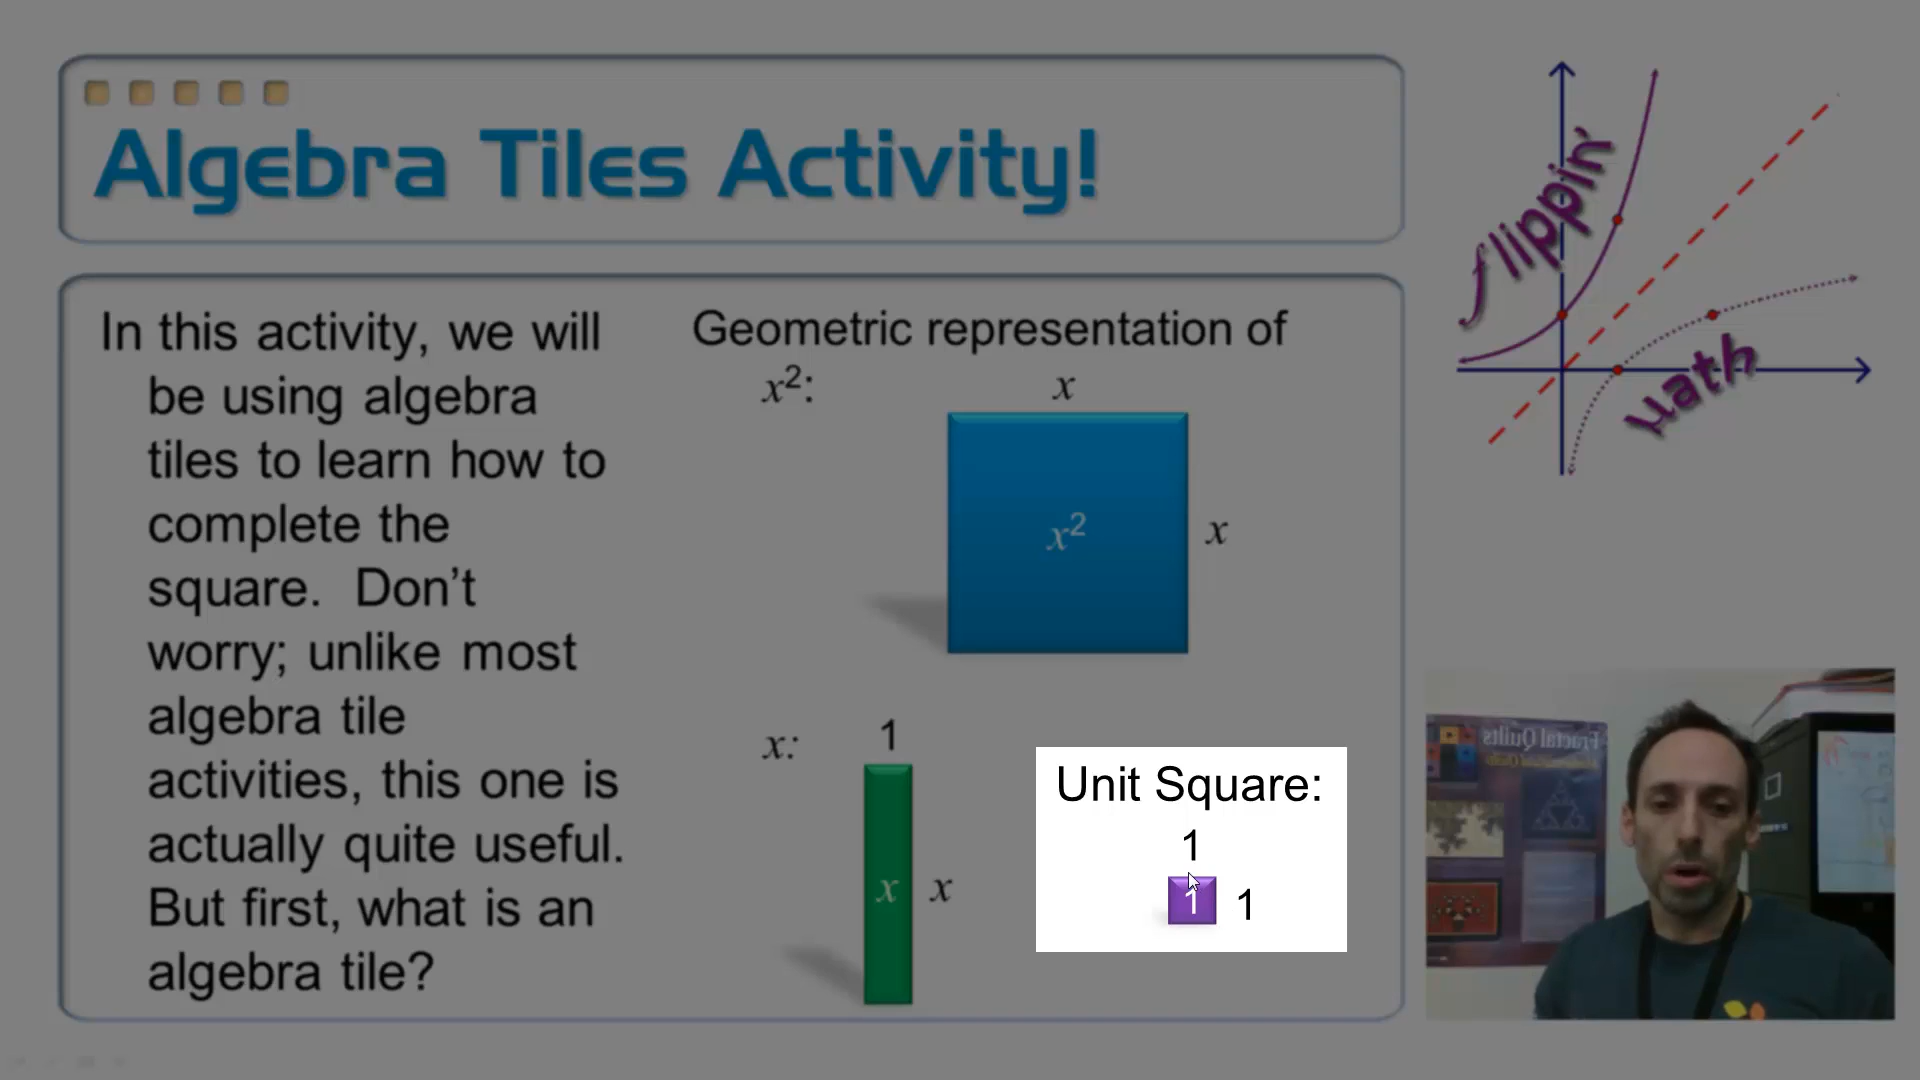 Algebra Tiles Activity!
In this activity, we will
be using algebra
tiles to learn how to
complete the
square. Don't
worry; unlike most
algebra tile
activities, this one is
actually quite useful.
But first, what is an
algebra tile?
Geometric representation of
x²:
x
x²
x
x:
1
x
x
Unit Square:
1
1
1
flippin'
math
Fractal Quilts